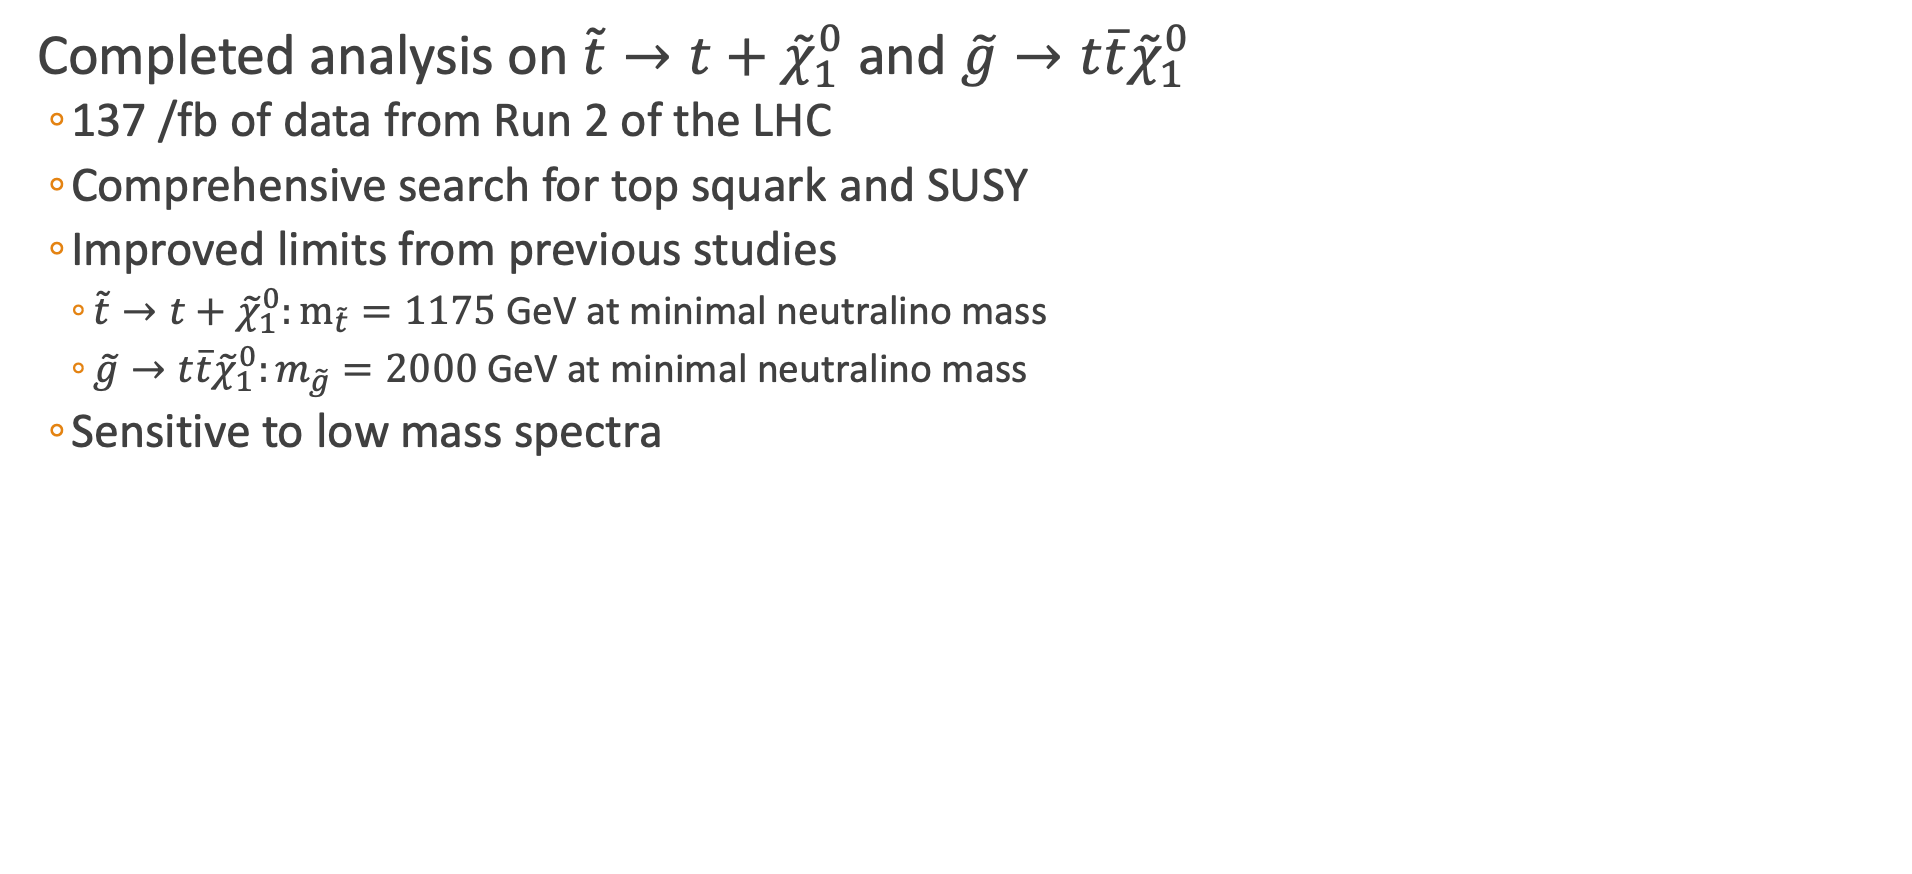 Completed analysis on t̃ → t + χ̃₁⁰ and g̃ → tt̄χ̃₁⁰
◦ 137 /fb of data from Run 2 of the LHC
◦ Comprehensive search for top squark and SUSY
◦ Improved limits from previous studies
◦ t̃ → t + χ̃₁⁰: m_t̃ = 1175 GeV at minimal neutralino mass
◦ g̃ → tt̄χ̃₁⁰: m_g̃ = 2000 GeV at minimal neutralino mass
◦ Sensitive to low mass spectra